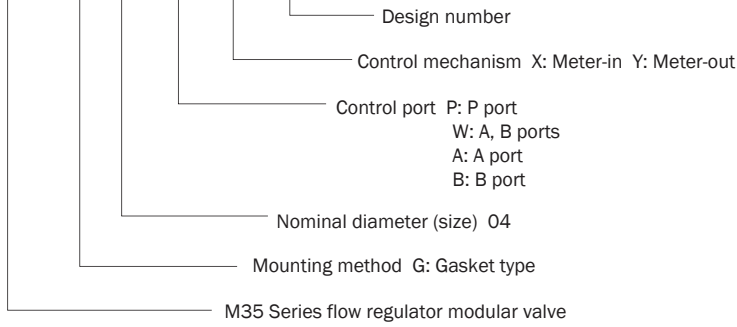 Design number
Control mechanism X: Meter-in Y: Meter-out
Control port P: P port
W: A, B ports
A: A port
B: B port
Nominal diameter (size) 04
Mounting method G: Gasket type
M35 Series flow regulator modular valve